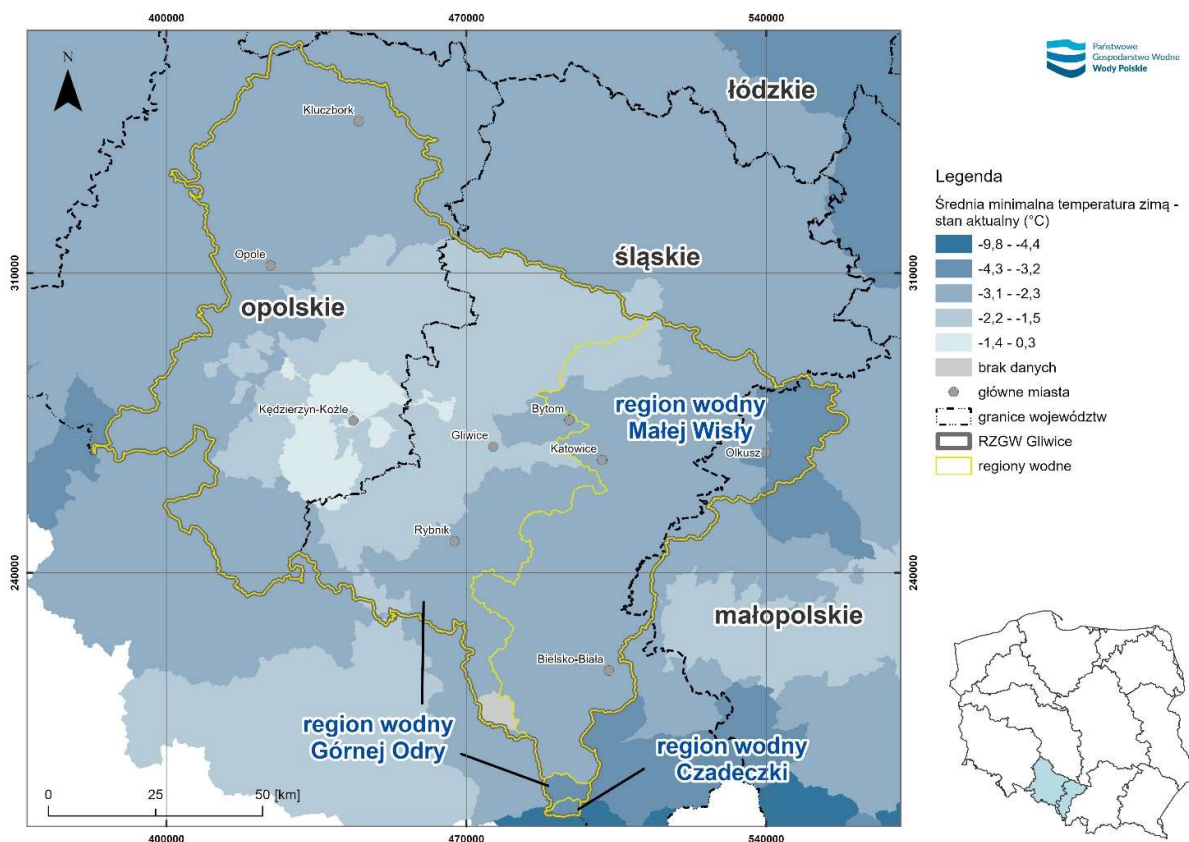 400000
470000
540000
N
łódzkie
Kluczbork
Opole
śląskie
310000
310000
opolskie
Kędzierzyn-Koźle
Bytom
region wodny
Małej Wisły
Gliwice
Katowice
Olkusz
Rybnik
240000
240000
małopolskie
Bielsko-Biała
region wodny
Górnej Odry
region wodny
Czadeczki
0
25
50 [km]
400000
470000
540000
Państwowe
Gospodarstwo Wodne
Wody Polskie
Legenda
Średnia minimalna temperatura zimą -
stan aktualny (°C)
-9,8 - -4,4
-4,3 - -3,2
-3,1 - -2,3
-2,2 - -1,5
-1,4 - 0,3
brak danych
główne miasta
granice województw
RZGW Gliwice
regiony wodne